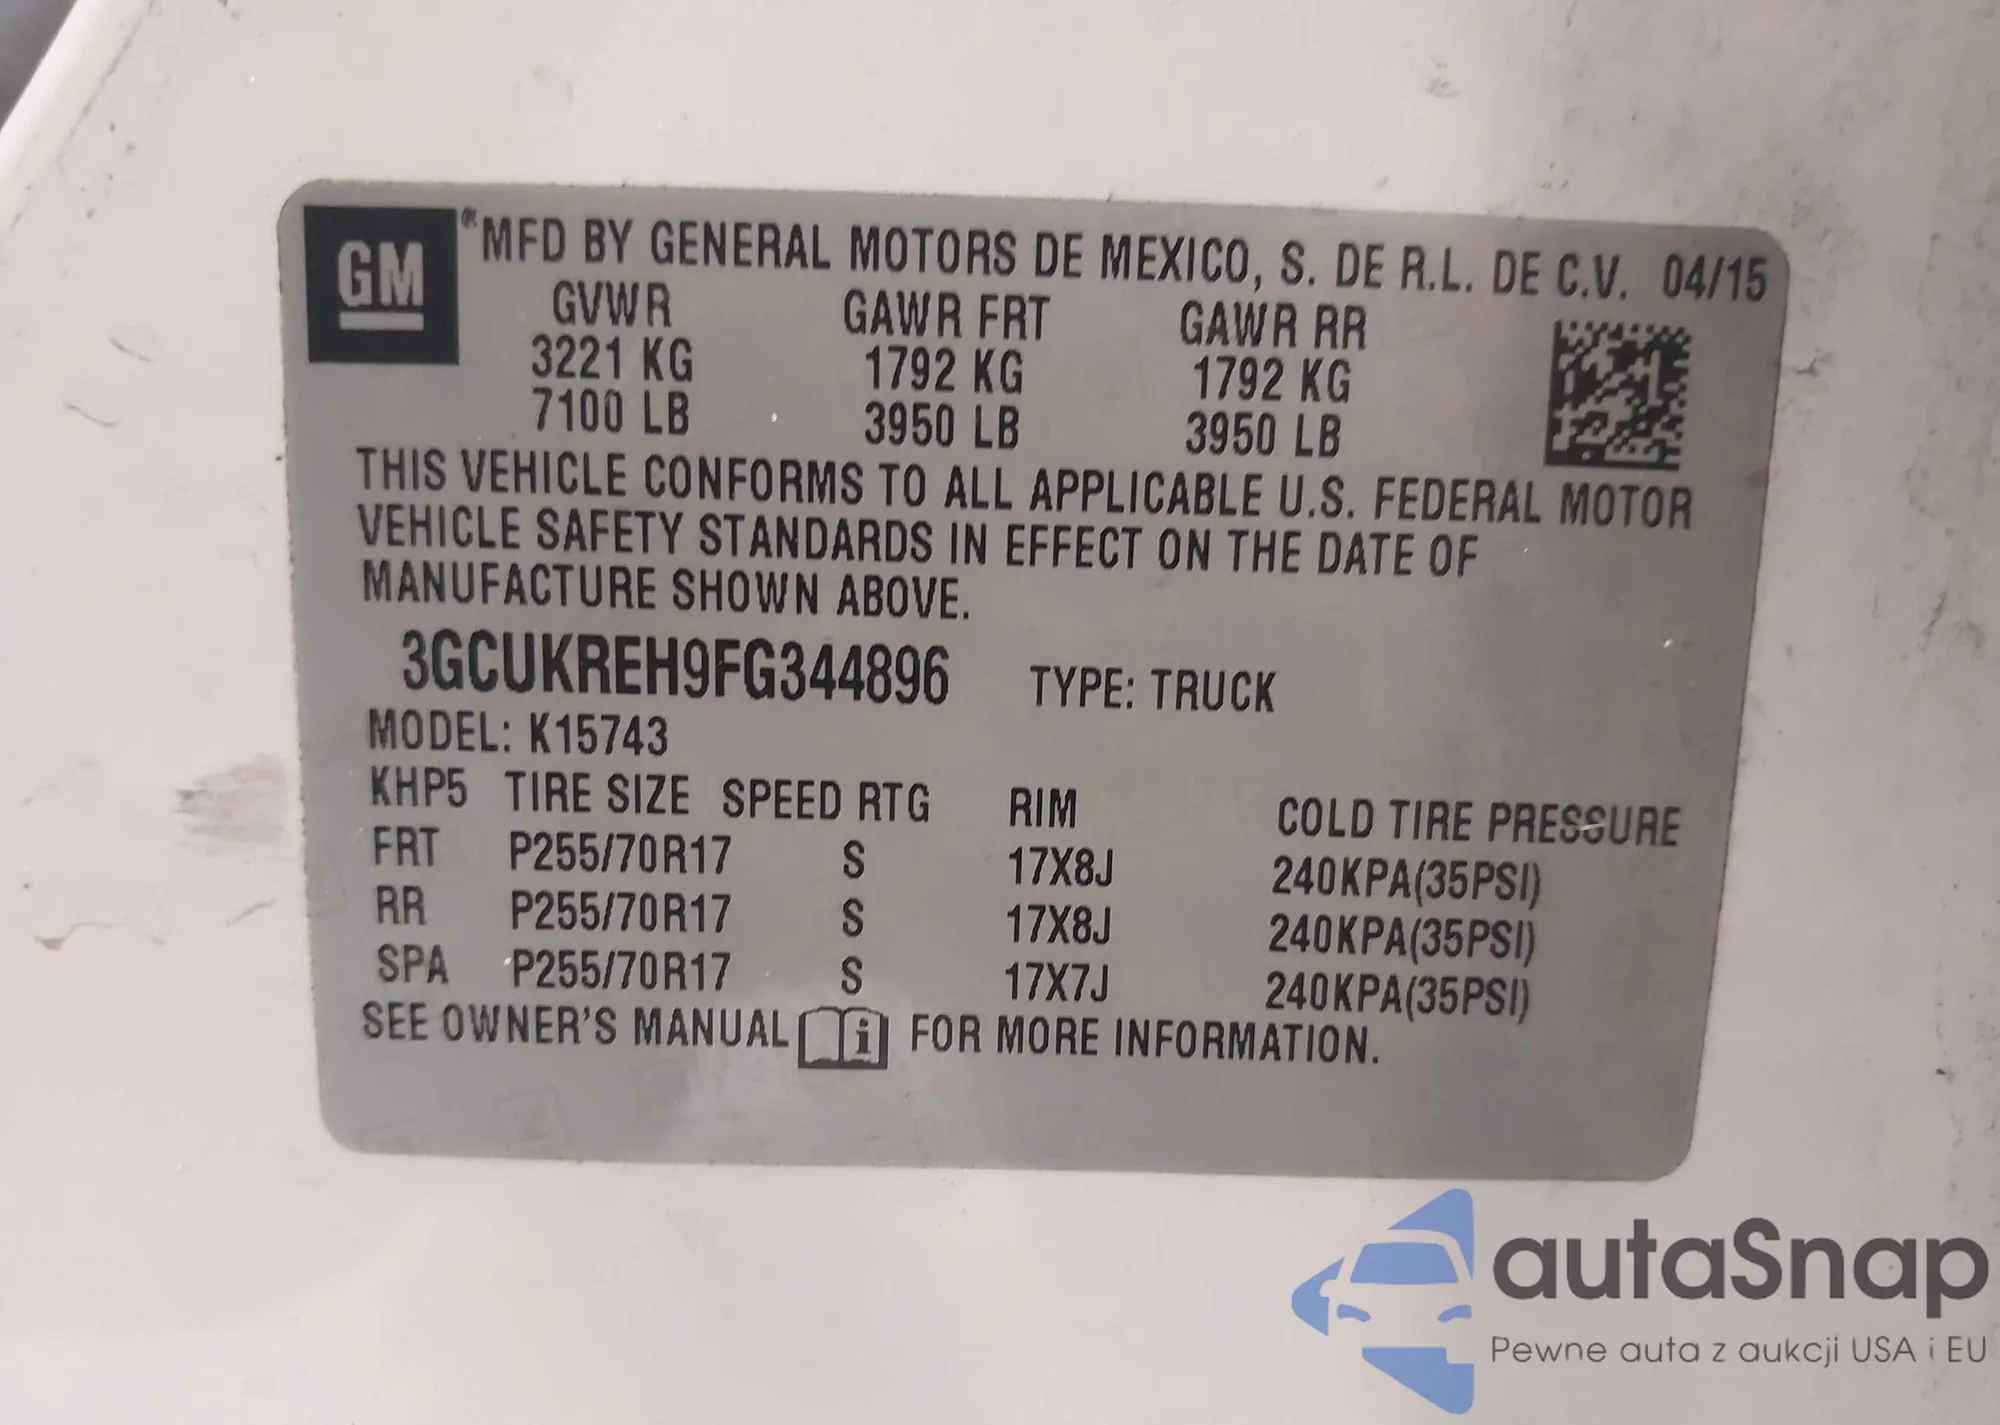 GM ® MFD BY GENERAL MOTORS DE MEXICO, S. DE R.L. DE C.V. 04/15
GVWR GAWR FRT GAWR RR
3221 KG 1792 KG 1792 KG
7100 LB 3950 LB 3950 LB
THIS VEHICLE CONFORMS TO ALL APPLICABLE U.S. FEDERAL MOTOR
VEHICLE SAFETY STANDARDS IN EFFECT ON THE DATE OF
MANUFACTURE SHOWN ABOVE.
3GCUKREH9FG344896 TYPE: TRUCK
MODEL: K15743
KHP5 TIRE SIZE SPEED RTG RIM COLD TIRE PRESSURE
FRT P255/70R17 S 17X8J 240KPA(35PSI)
RR P255/70R17 S 17X8J 240KPA(35PSI)
SPA P255/70R17 S 17X7J 240KPA(35PSI)
SEE OWNER'S MANUAL i FOR MORE INFORMATION.
autaSnap
Pewne auta z aukcji USA i EU